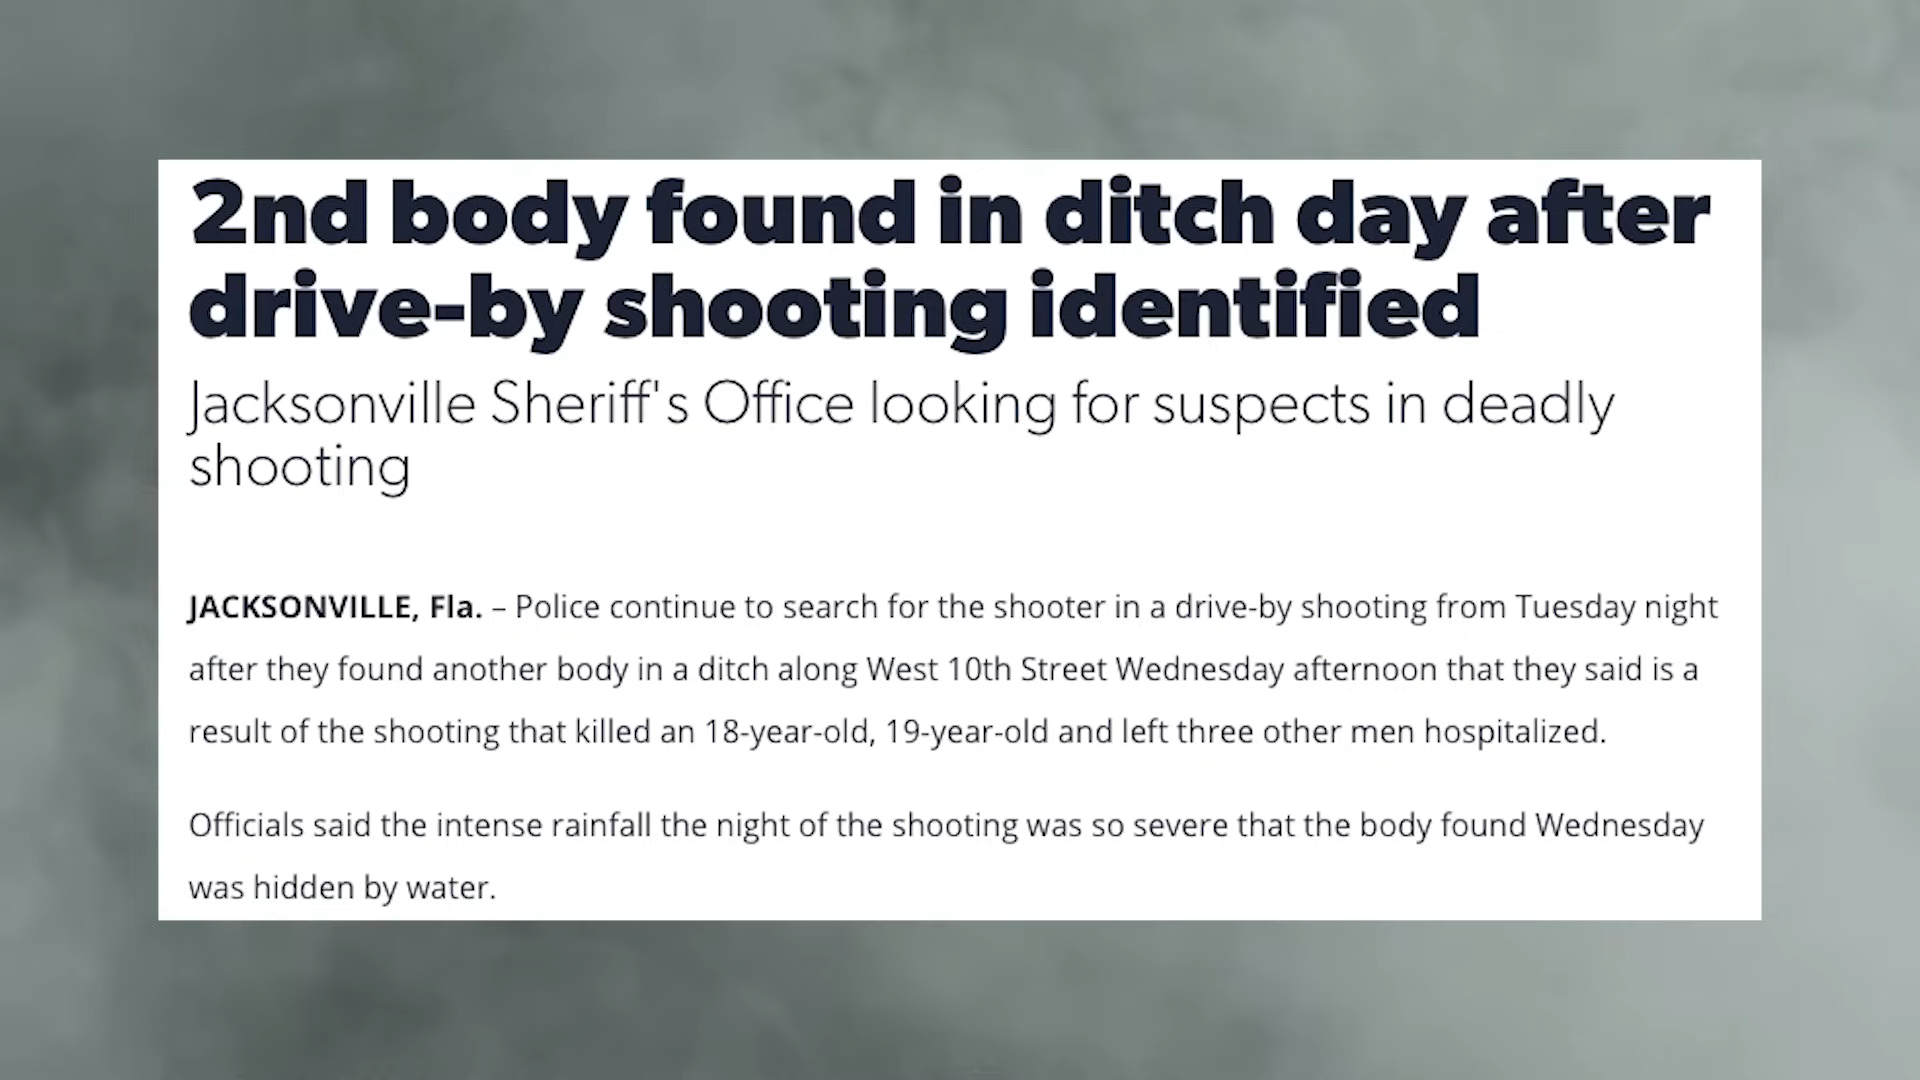 2nd body found in ditch day after
drive-by shooting identified
Jacksonville Sheriff's Office looking for suspects in deadly
shooting
JACKSONVILLE, Fla. – Police continue to search for the shooter in a drive-by shooting from Tuesday night
after they found another body in a ditch along West 10th Street Wednesday afternoon that they said is a
result of the shooting that killed an 18-year-old, 19-year-old and left three other men hospitalized.
Officials said the intense rainfall the night of the shooting was so severe that the body found Wednesday
was hidden by water.